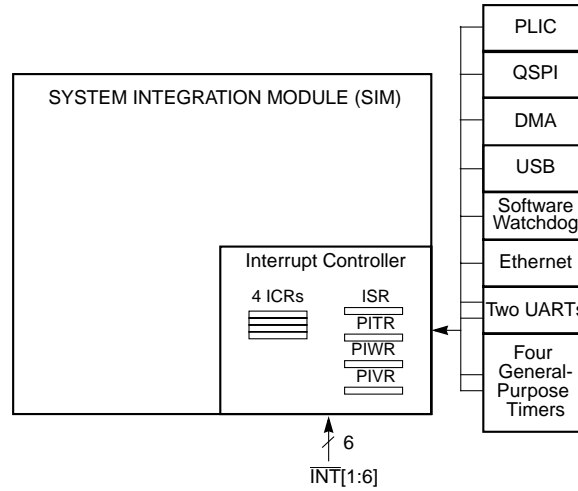 SYSTEM INTEGRATION MODULE (SIM)
Interrupt Controller
4 ICRs
ISR
PITR
PIWR
PIVR
6
INT[1:6]
PLIC
QSPI
DMA
USB
Software
Watchdog
Ethernet
Two UARTs
Four
General-
Purpose
Timers